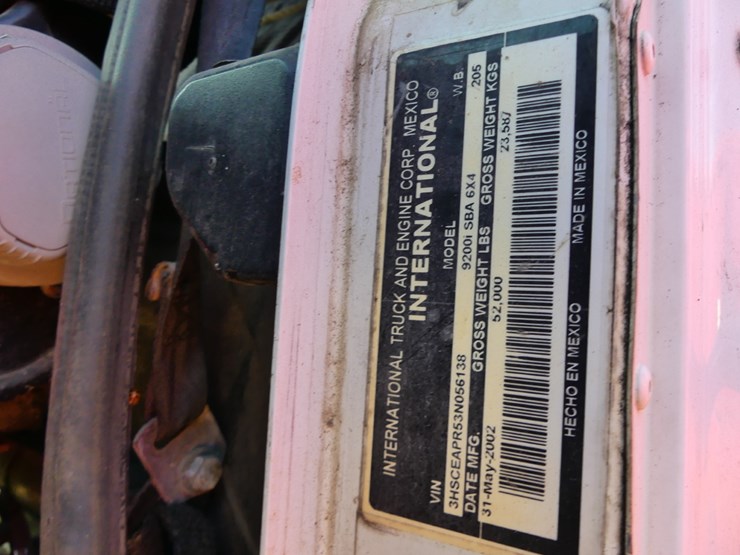 INTERNATIONAL TRUCK AND ENGINE CORP. MEXICO
INTERNATIONAL®
VIN MODEL W.B.
3HSCEAPR53N056138 9200i SBA 6X4 205
DATE MFG. GROSS WEIGHT LBS GROSS WEIGHT KGS
31-May-2002 52,000 23,587
HECHO EN MEXICO MADE IN MEXICO